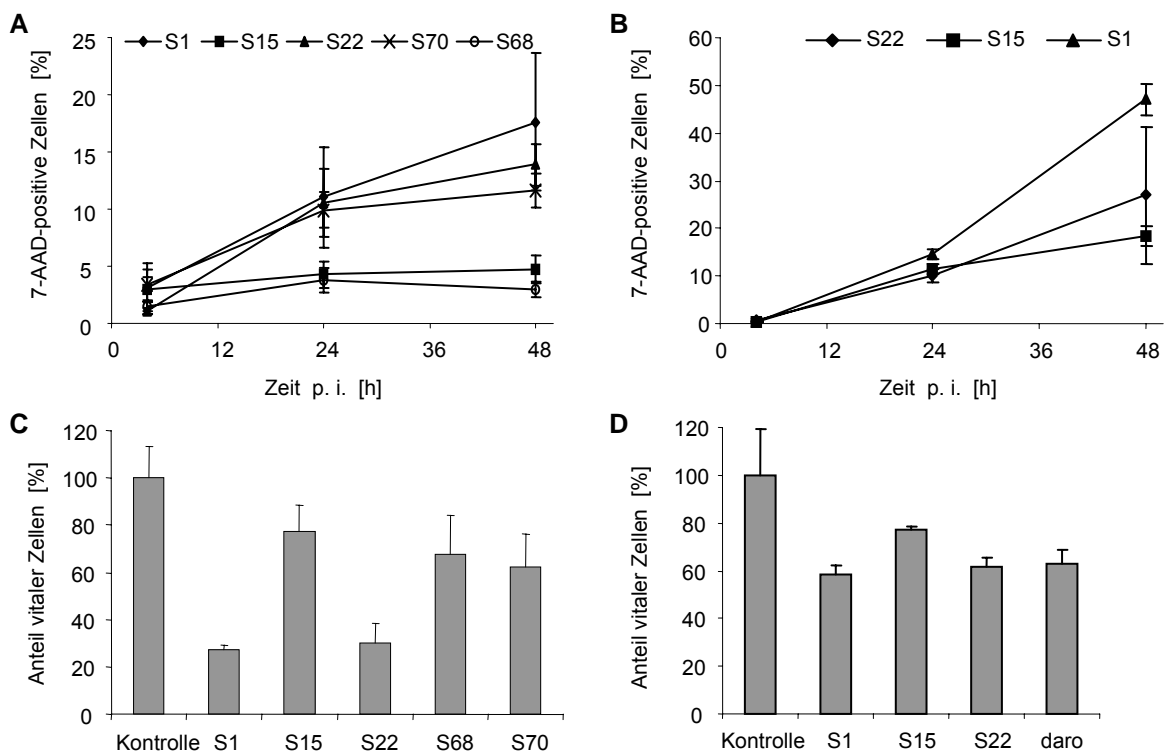 A
S1 S15 S22 S70 S68
7-AAD-positive Zellen [%]
25
20
15
10
5
0
0 12 24 36 48
Zeit p. i. [h]
B
S22 S15 S1
7-AAD-positive Zellen [%]
60
50
40
30
20
10
0
0 12 24 36 48
Zeit p. i. [h]
C
Anteil vitaler Zellen [%]
120
100
80
60
40
20
0
Kontrolle S1 S15 S22 S68 S70
D
Anteil vitaler Zellen [%]
120
100
80
60
40
20
0
Kontrolle S1 S15 S22 daro